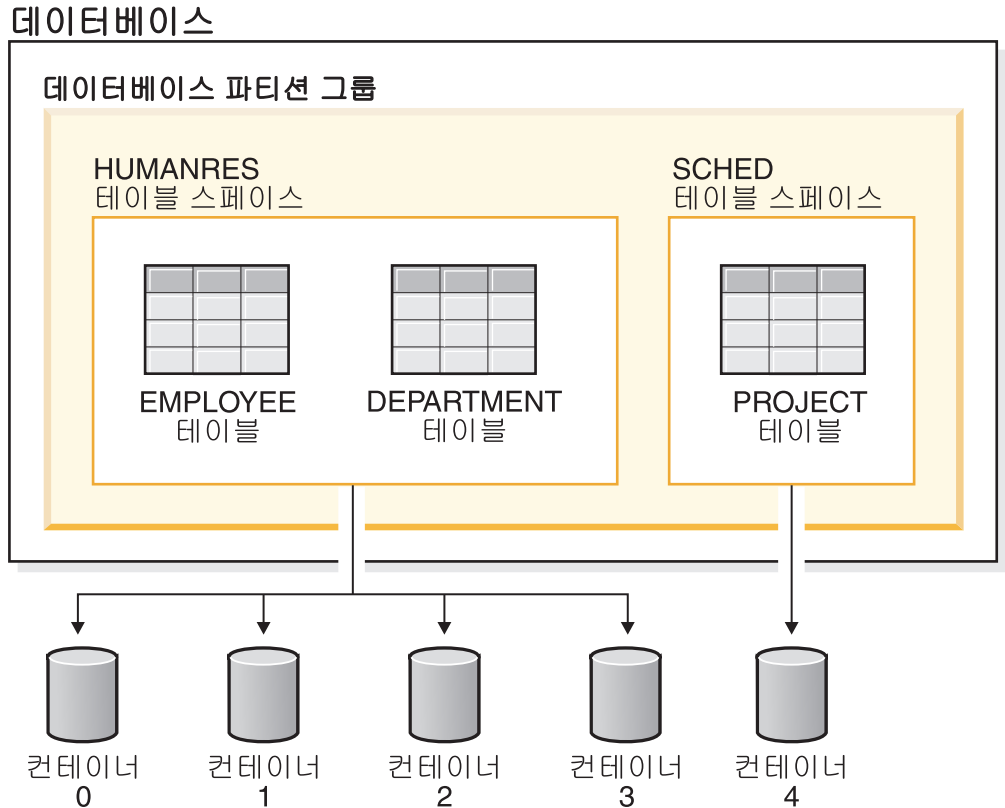 데이터베이스
데이터베이스 파티션 그룹
HUMANRES
테이블 스페이스
SCHED
테이블 스페이스
EMPLOYEE
테이블
DEPARTMENT
테이블
PROJECT
테이블
컨테이너
0
컨테이너
1
컨테이너
2
컨테이너
3
컨테이너
4